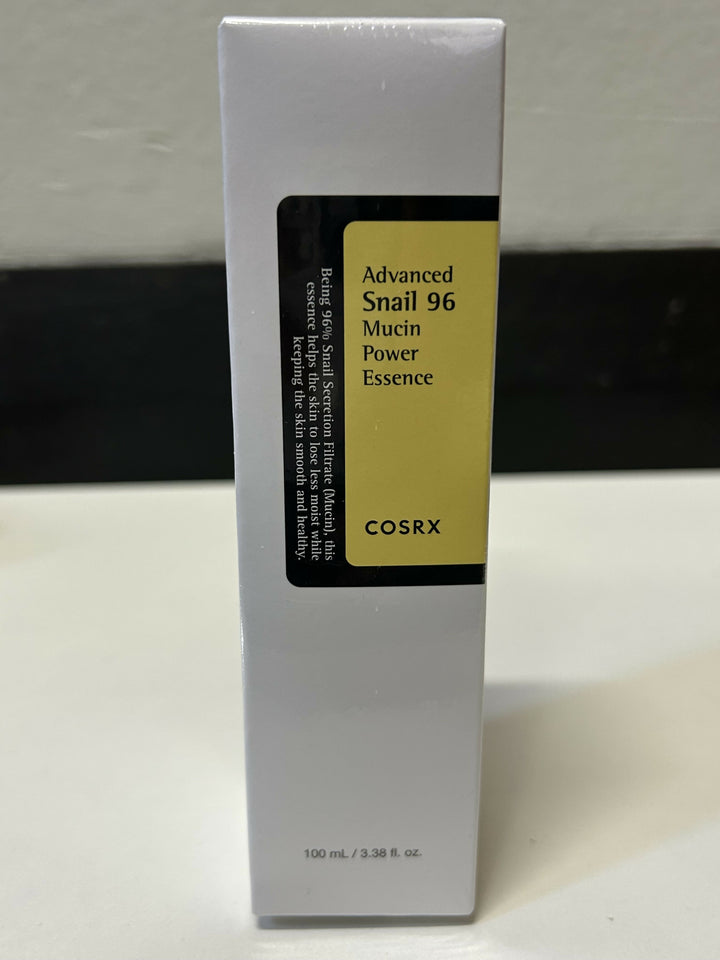 Advanced
Snail 96
Mucin
Power
Essence
COSRX
Being 96% Snail Secretion Filtrate (Mucin), this
essence helps the skin to lose less moist while
keeping the skin smooth and healthy.
100 mL / 3.38 fl. oz.